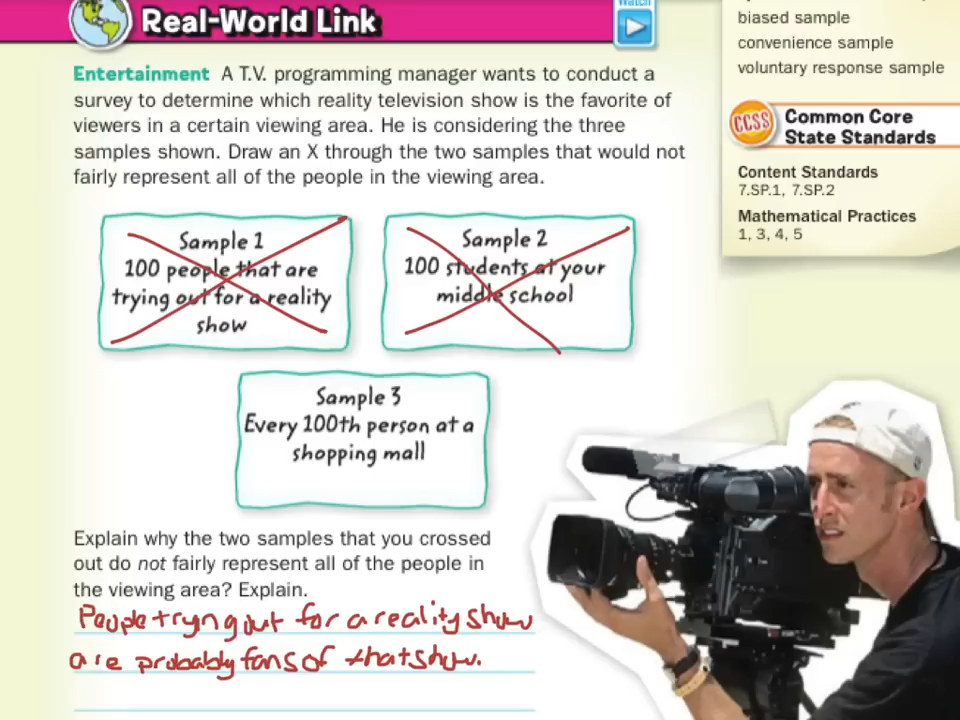 Watch
Real-World Link
biased sample
convenience sample
voluntary response sample
Entertainment A T.V. programming manager wants to conduct a
survey to determine which reality television show is the favorite of
viewers in a certain viewing area. He is considering the three
samples shown. Draw an X through the two samples that would not
fairly represent all of the people in the viewing area.
CCSS Common Core
State Standards
Content Standards
7.SP.1, 7.SP.2
Mathematical Practices
1, 3, 4, 5
Sample 1
100 people that are
trying out for a reality
show
Sample 2
100 students at your
middle school
Sample 3
Every 100th person at a
shopping mall
Explain why the two samples that you crossed
out do not fairly represent all of the people in
the viewing area? Explain.
People tryng out for a reality show
are probably fans of that show.